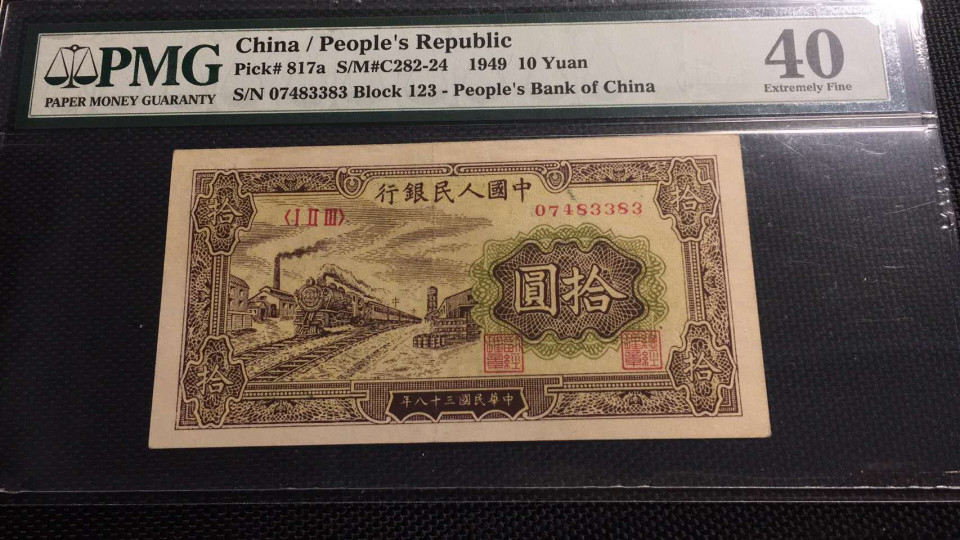 PMG
PAPER MONEY GUARANTY
China / People's Republic
Pick# 817a S/M#C282-24 1949 10 Yuan
S/N 07483383 Block 123 - People's Bank of China
40
Extremely Fine
行銀民人國中
〈I II III〉
07483383
拾
拾
圓拾
拾
拾
年八十三國民華中